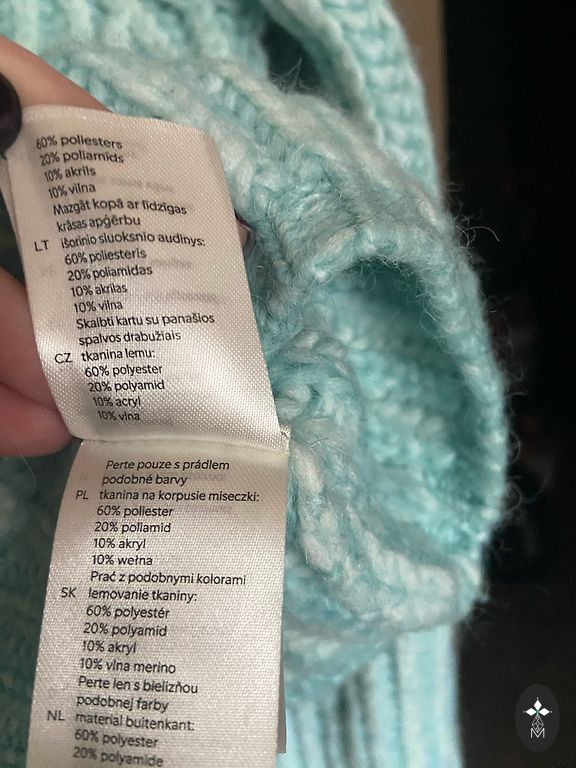 60% poliesters
20% poliamīds
10% akrils
10% vilna
Mazgāt kopā ar līdzīgas
krāsas apģērbu
LT išorinio sluoksnio audinys:
60% poliesteris
20% poliamidas
10% akrilas
10% vilna
Skalbti kartu su panašios
spalvos drabužiais
CZ tkanina lemu:
60% polyester
20% polyamid
10% acryl
10% vlna
Perte pouze s prádlem
podobné barvy
PL tkanina na korpusie miseczki:
60% poliester
20% poliamid
10% akryl
10% wełna
Prać z podobnymi kolorami
SK lemovanie tkaniny:
60% polyestér
20% polyamid
10% akryl
10% vlna merino
Perte len s bielizňou
podobnej farby
NL material buitenkant:
60% polyester
20% polyamide
M